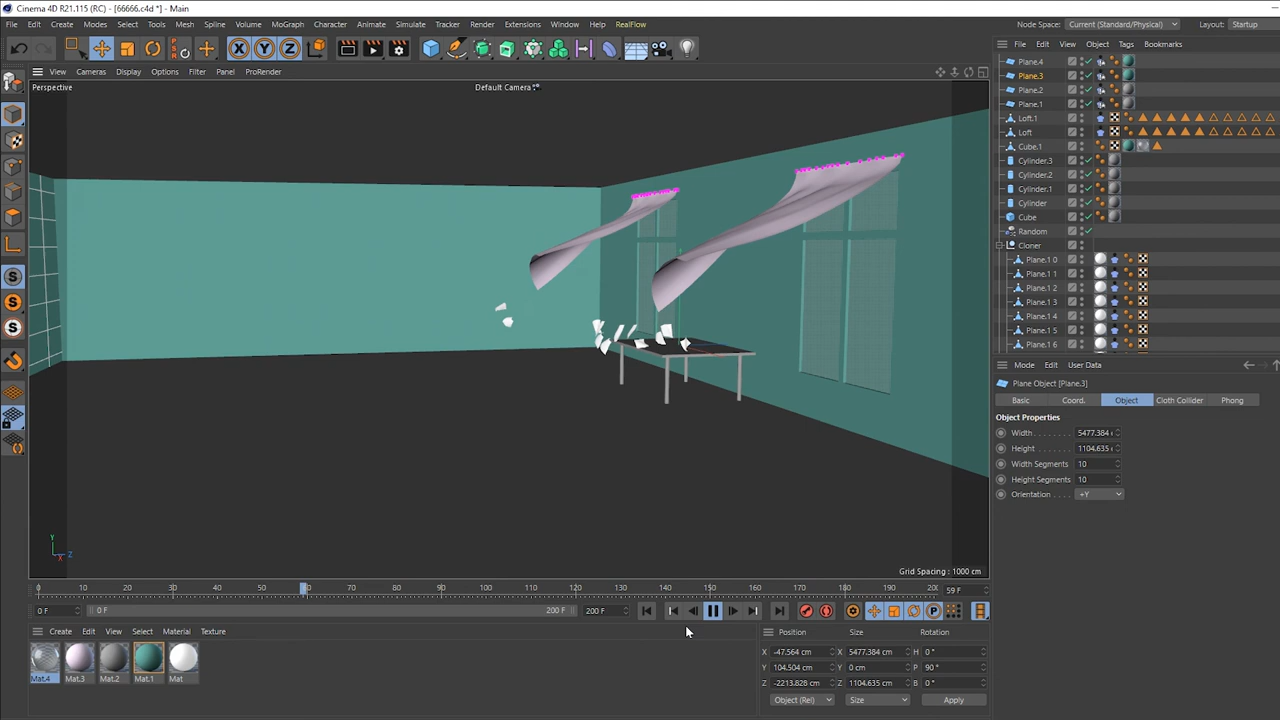 Cinema 4D R21.115 (RC) - [66666.c4d *] - Main
File Edit Create Modes Select Tools Mesh Spline Volume MoGraph Character Animate Simulate Tracker Render Extensions Window Help RealFlow
Node Space: Current (Standard/Physical) Layout: Startup
X Y Z
File Edit View Object Tags Bookmarks
View Cameras Display Options Filter Panel ProRender
Perspective
Default Camera
Plane.4
Plane.3
Plane.2
Plane.1
Loft.1
Loft
Cube.1
Cylinder.3
Cylinder.2
Cylinder.1
Cylinder
Cube
Random
Cloner
Plane.1 0
Plane.1 1
Plane.1 2
Plane.1 3
Plane.1 4
Plane.1 5
Plane.1 6
Mode Edit User Data
Plane Object [Plane.3]
Basic Coord. Object Cloth Collider Phong
Object Properties
Width 5477.384
Height 1104.635
Width Segments 10
Height Segments 10
Orientation +Y
S
S
S
Y
X Z
Grid Spacing : 1000 cm
0 10 20 30 40 50 60 70 80 90 100 110 120 130 140 150 160 170 180 190 200 59 F
0 F 0 F 200 F 200 F
P
Create Edit View Select Material Texture
Mat.4 Mat.3 Mat.2 Mat.1 Mat
Position Size Rotation
X -47.564 cm X 5477.384 cm H 0 °
Y 104.504 cm Y 0 cm P 90 °
Z -2213.828 cm Z 1104.635 cm B 0 °
Object (Rel) Size Apply